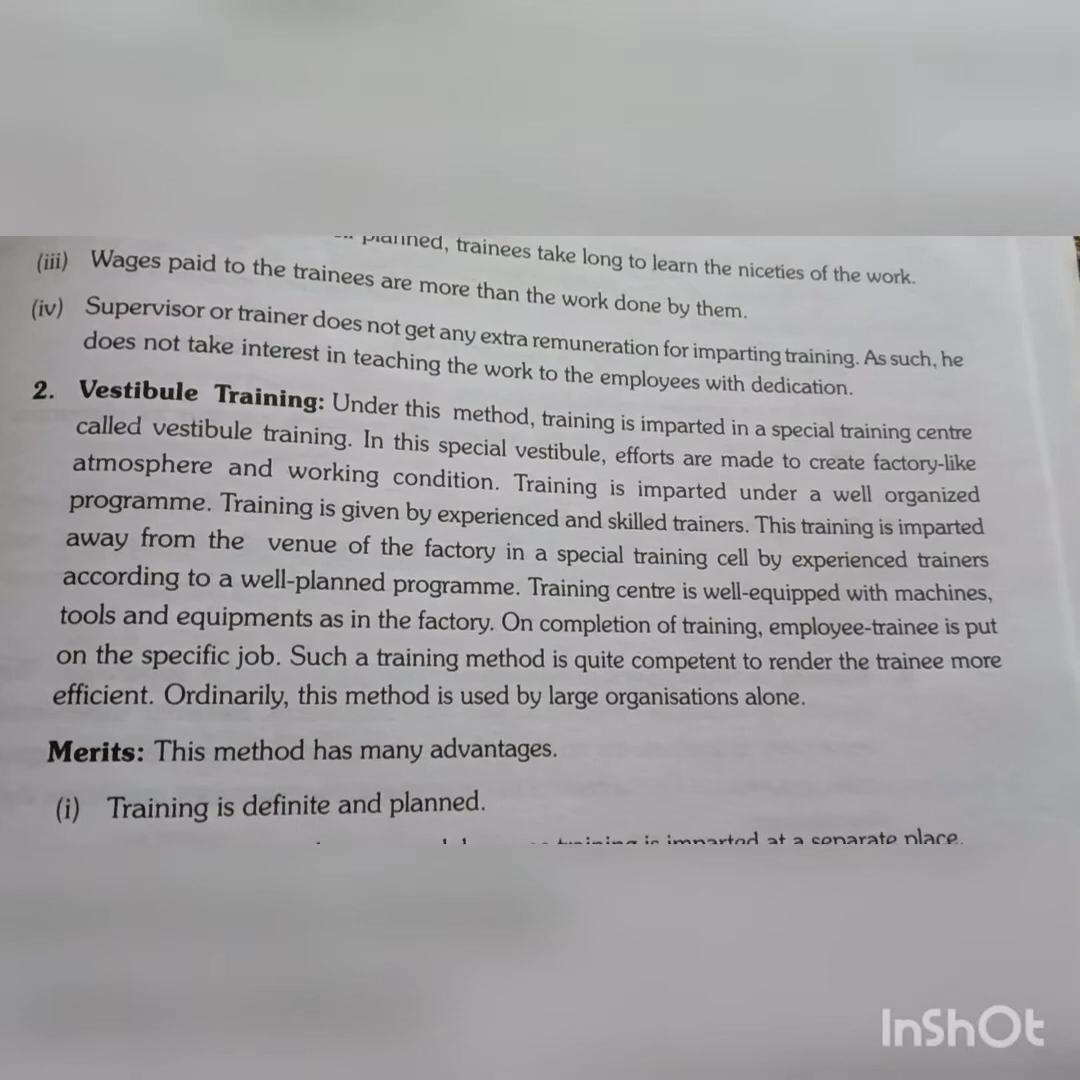 planned, trainees take long to learn the niceties of the work.
(iii) Wages paid to the trainees are more than the work done by them.
(iv) Supervisor or trainer does not get any extra remuneration for imparting training. As such, he
does not take interest in teaching the work to the employees with dedication.
2. Vestibule Training: Under this method, training is imparted in a special training centre
called vestibule training. In this special vestibule, efforts are made to create factory-like
atmosphere and working condition. Training is imparted under a well organized
programme. Training is given by experienced and skilled trainers. This training is imparted
away from the venue of the factory in a special training cell by experienced trainers
according to a well-planned programme. Training centre is well-equipped with machines,
tools and equipments as in the factory. On completion of training, employee-trainee is put
on the specific job. Such a training method is quite competent to render the trainee more
efficient. Ordinarily, this method is used by large organisations alone.
Merits: This method has many advantages.
(i) Training is definite and planned.
training is imparted at a separate place.
InShOt